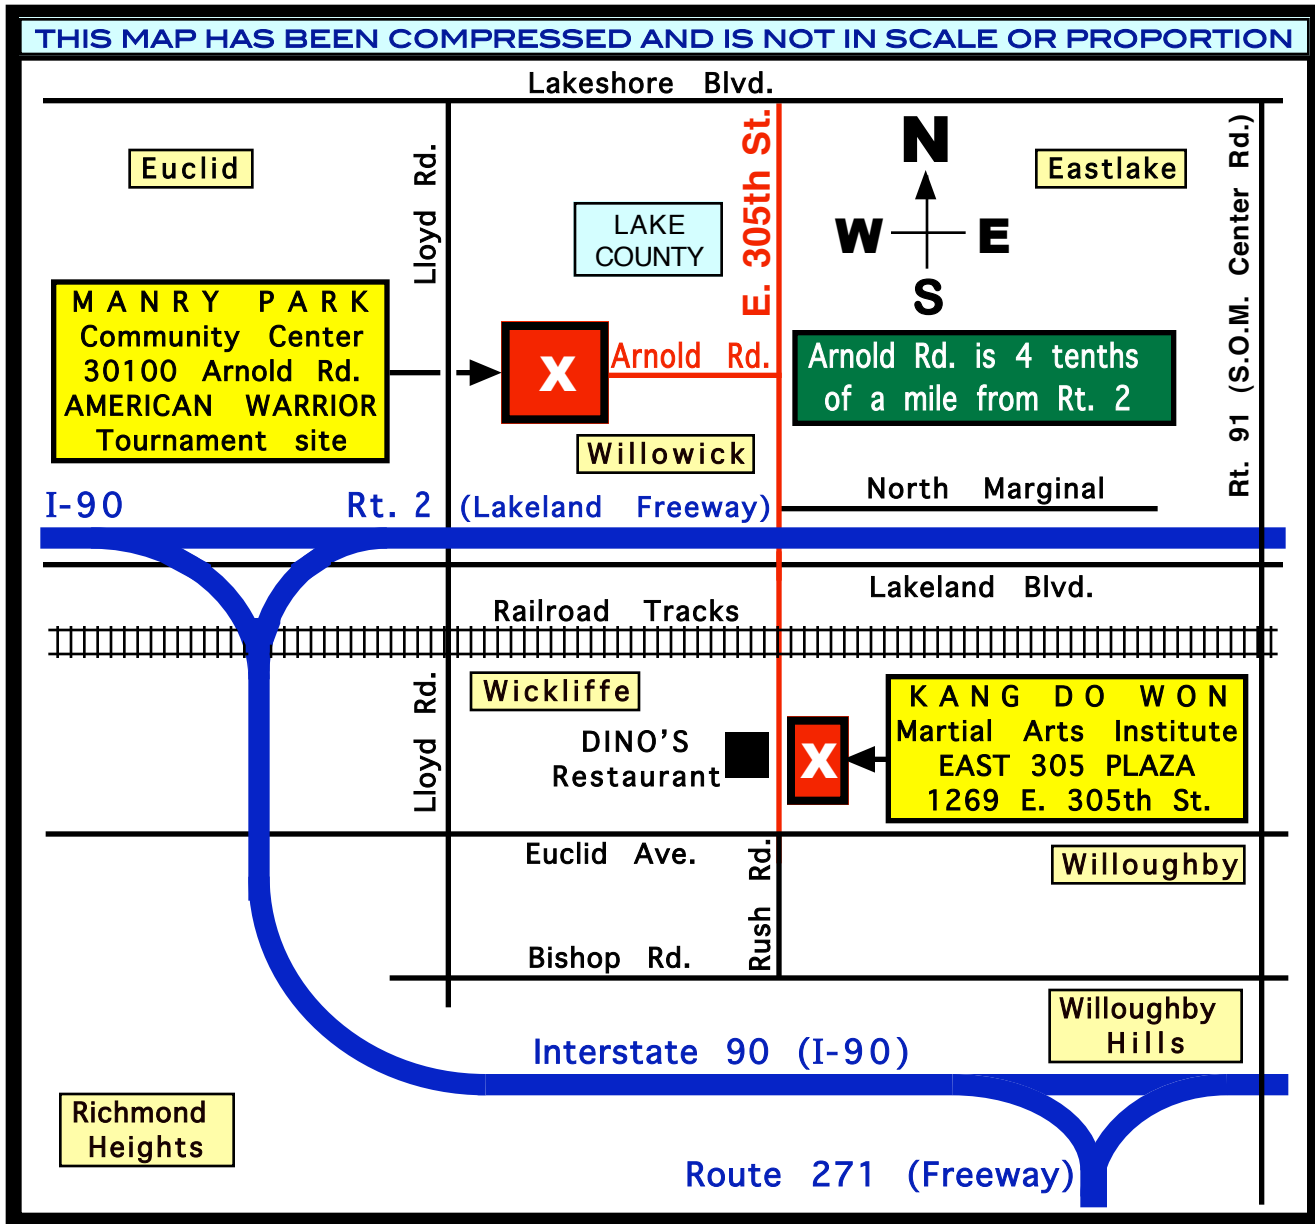 THIS MAP HAS BEEN COMPRESSED AND IS NOT IN SCALE OR PROPORTION
Lakeshore Blvd.
Euclid
Lloyd Rd.
LAKE
COUNTY
E. 305th St.
N
W E
S
Eastlake
Rt. 91 (S.O.M. Center Rd.)
MANRY PARK
Community Center
30100 Arnold Rd.
AMERICAN WARRIOR
Tournament site
X
Arnold Rd.
Arnold Rd. is 4 tenths
of a mile from Rt. 2
Willowick
North Marginal
I-90
Rt. 2 (Lakeland Freeway)
Lakeland Blvd.
Railroad Tracks
Lloyd Rd.
Wickliffe
DINO'S
Restaurant
X
KANG DO WON
Martial Arts Institute
EAST 305 PLAZA
1269 E. 305th St.
Euclid Ave.
Rush Rd.
Willoughby
Bishop Rd.
Willoughby
Hills
Interstate 90 (I-90)
Richmond
Heights
Route 271 (Freeway)